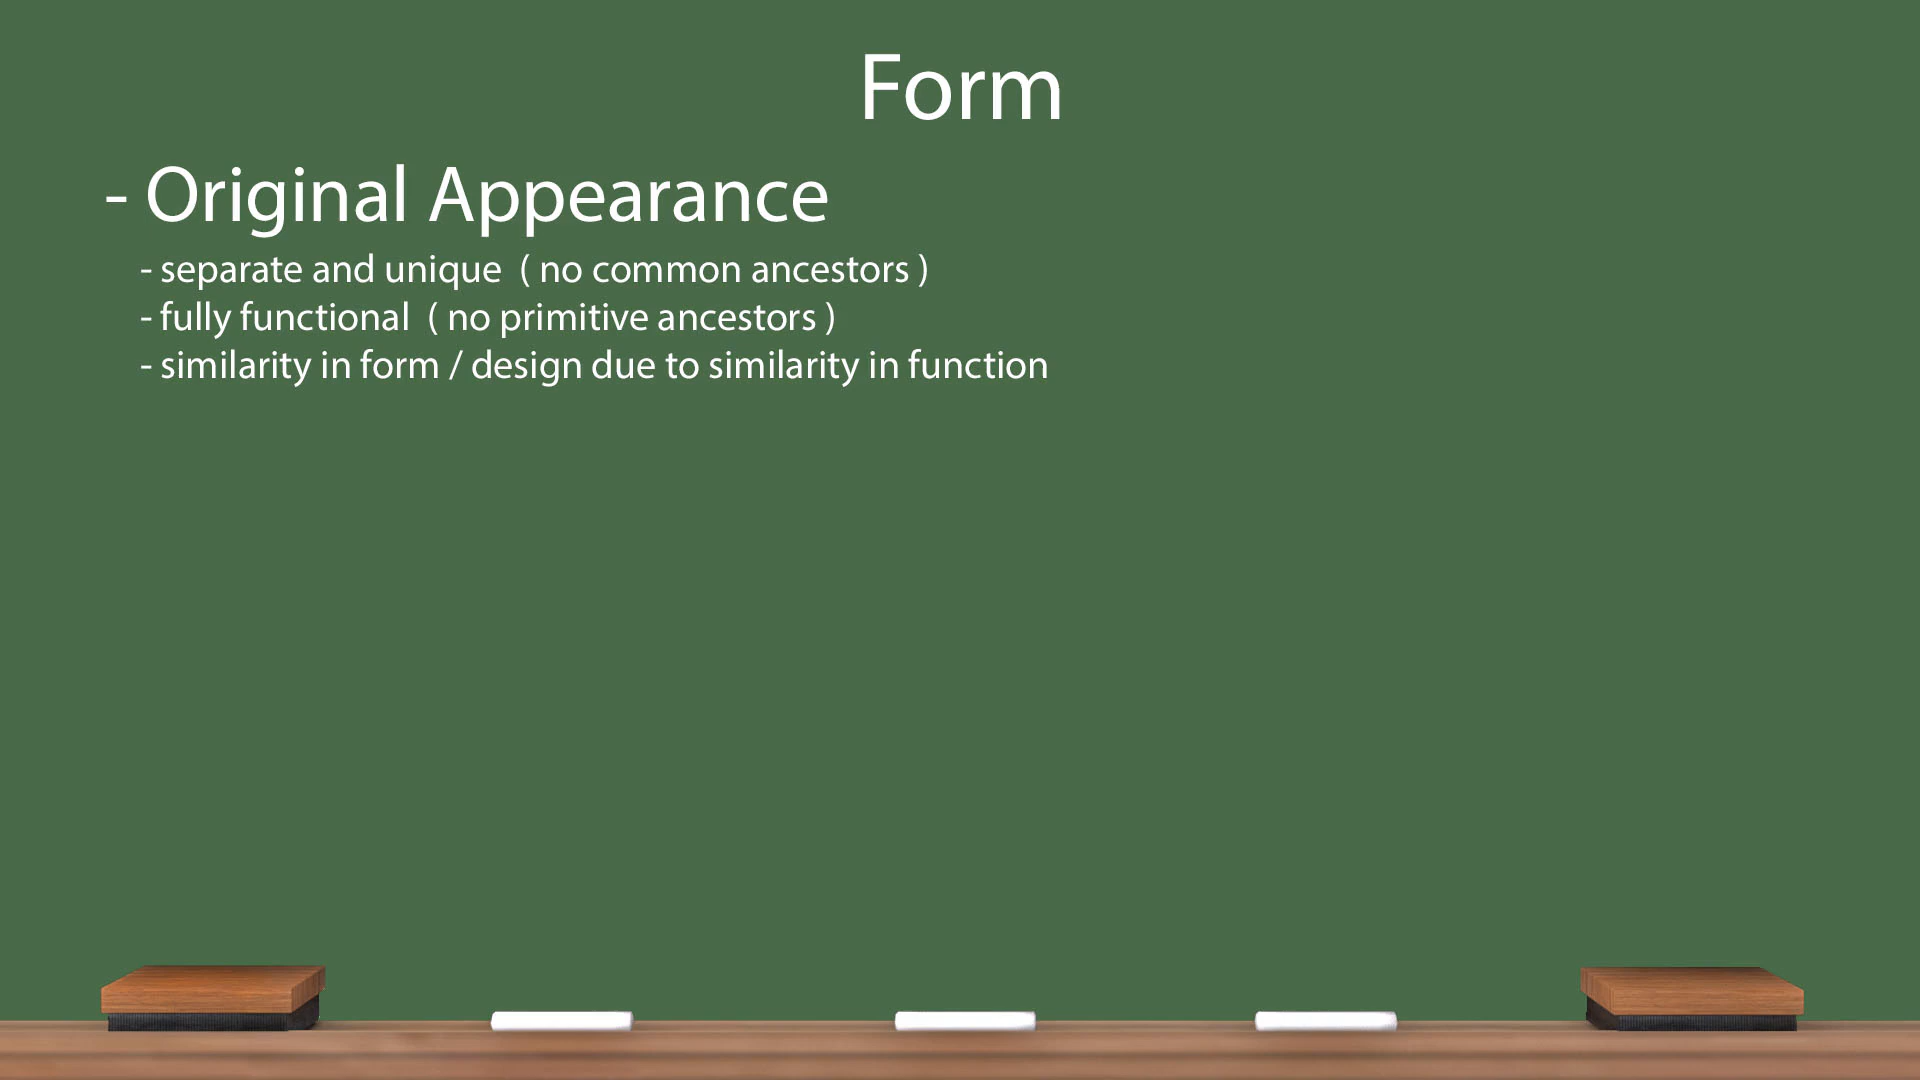 Form
- Original Appearance
- separate and unique ( no common ancestors )
- fully functional ( no primitive ancestors )
- similarity in form / design due to similarity in function